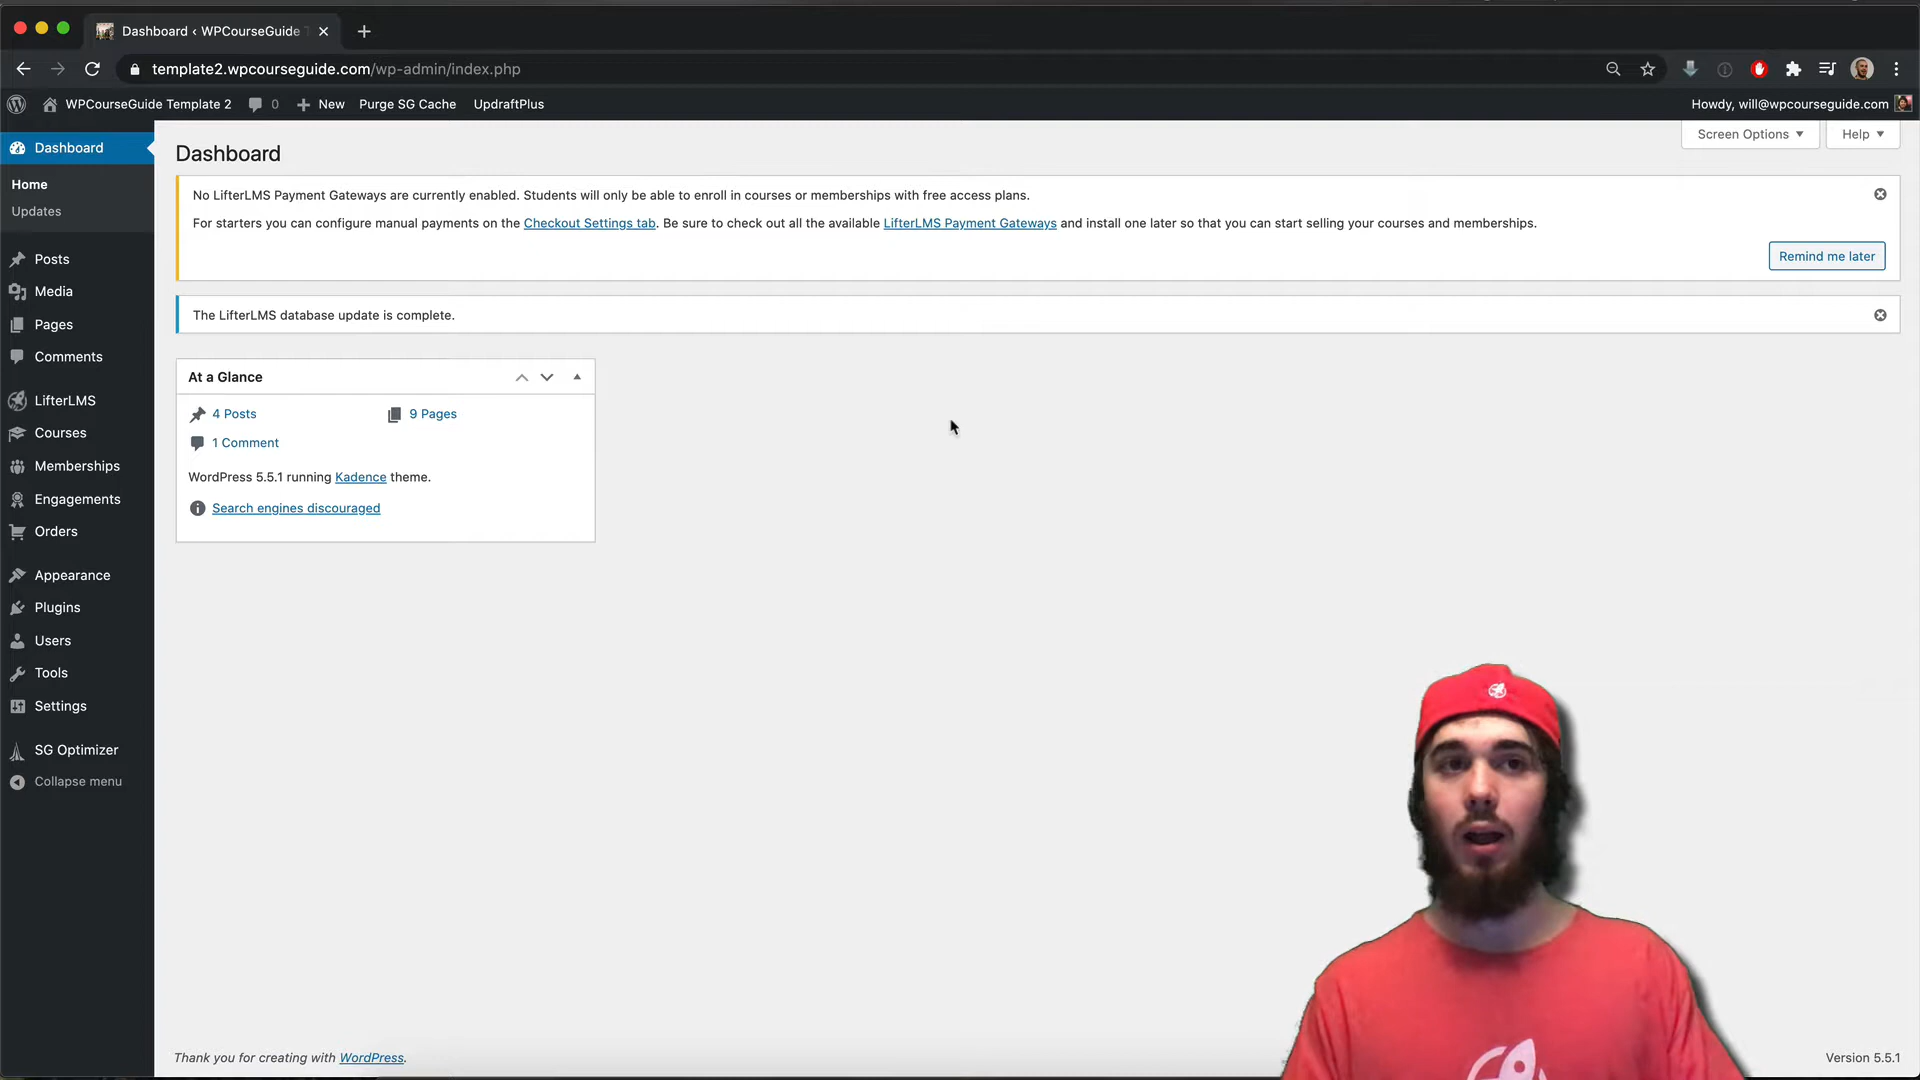 Dashboard ‹ WPCourseGuide T
template2.wpcourseguide.com/wp-admin/index.php
WPCourseGuide Template 2
0
New
Purge SG Cache
UpdraftPlus
Howdy, will@wpcourseguide.com
Dashboard
Home
Updates
Posts
Media
Pages
Comments
LifterLMS
Courses
Memberships
Engagements
Orders
Appearance
Plugins
Users
Tools
Settings
SG Optimizer
Collapse menu
Screen Options
Help
Dashboard
No LifterLMS Payment Gateways are currently enabled. Students will only be able to enroll in courses or memberships with free access plans.
For starters you can configure manual payments on the Checkout Settings tab. Be sure to check out all the available LifterLMS Payment Gateways and install one later so that you can start selling your courses and memberships.
Remind me later
The LifterLMS database update is complete.
At a Glance
4 Posts
9 Pages
1 Comment
WordPress 5.5.1 running Kadence theme.
Search engines discouraged
Thank you for creating with WordPress.
Version 5.5.1